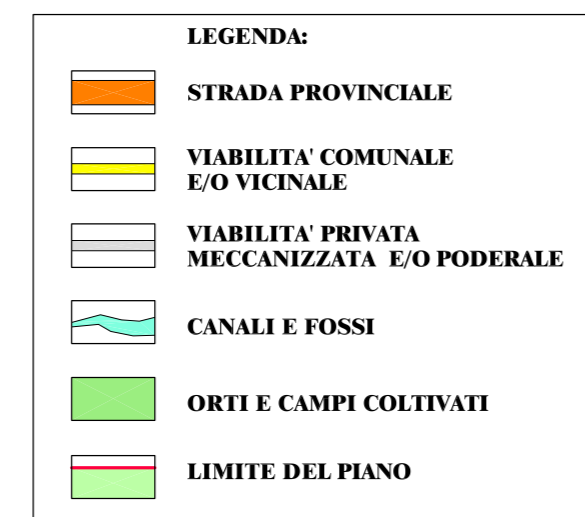 LEGENDA:
STRADA PROVINCIALE
VIABILITA' COMUNALE
E/O VICINALE
VIABILITA' PRIVATA
MECCANIZZATA E/O PODERALE
CANALI E FOSSI
ORTI E CAMPI COLTIVATI
LIMITE DEL PIANO